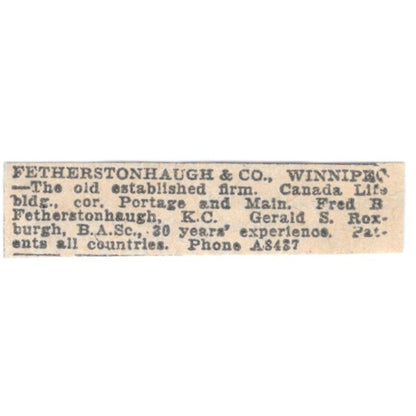 FETHERSTONHAUGH & CO., WINNIPEG
—The old established firm. Canada Life
bldg., cor. Portage and Main. Fred B
Fetherstonhaugh, K.C. Gerald S. Rox-
burgh, B.A.Sc., 30 years' experience. Pat-
ents all countries. Phone A8437